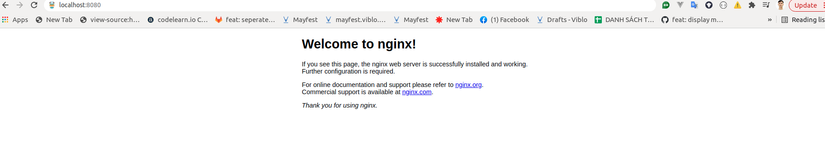 localhost:8080
Update
Apps New Tab view-source:h... codelearn.io C... feat: seperate... Mayfest mayfest.viblo.... Mayfest New Tab (1) Facebook Drafts - Viblo DANH SÁCH T... feat: display m... » Reading lis
Welcome to nginx!
If you see this page, the nginx web server is successfully installed and working.
Further configuration is required.
For online documentation and support please refer to nginx.org.
Commercial support is available at nginx.com.
Thank you for using nginx.